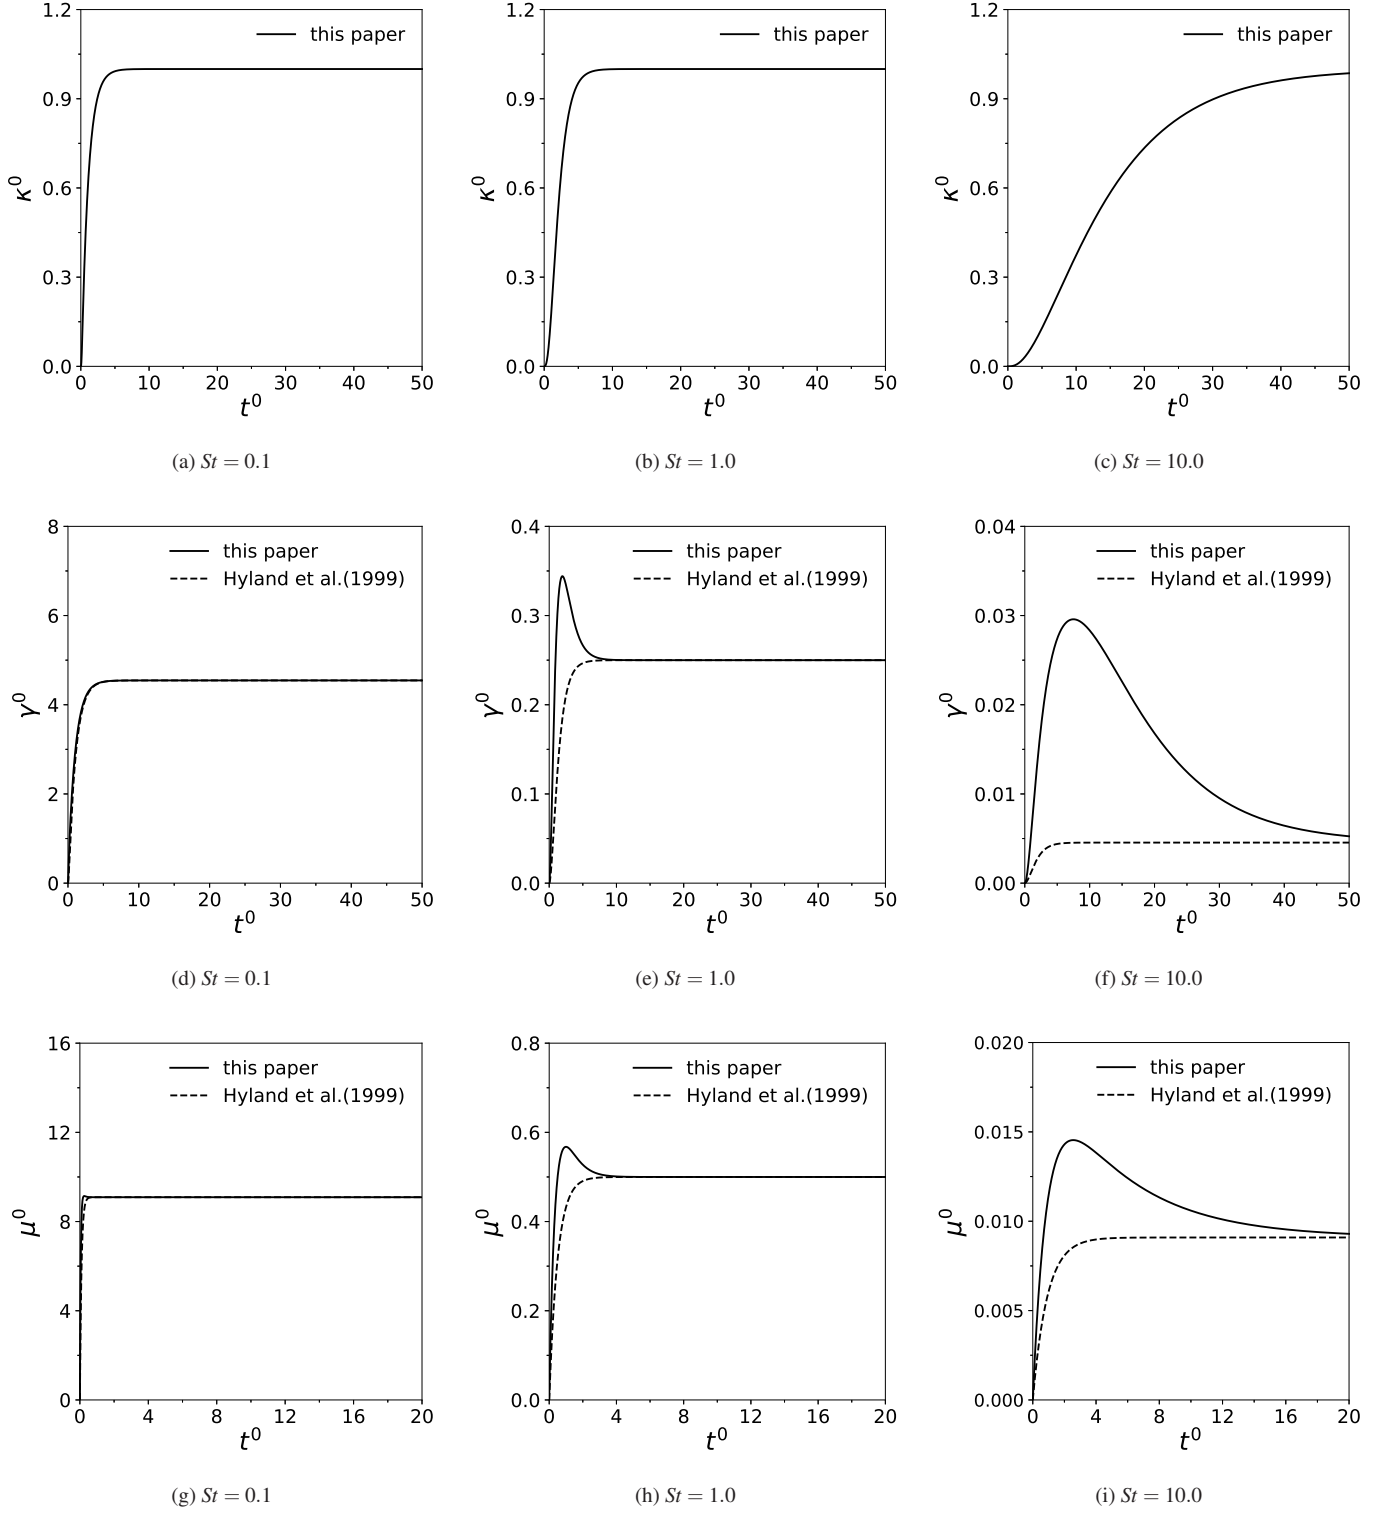 1.2
this paper
0.9
κ⁰
0.6
0.3
0.0
0 10 20 30 40 50
t⁰
(a) St = 0.1
1.2
this paper
0.9
κ⁰
0.6
0.3
0.0
0 10 20 30 40 50
t⁰
(b) St = 1.0
1.2
this paper
0.9
κ⁰
0.6
0.3
0.0
0 10 20 30 40 50
t⁰
(c) St = 10.0
8
this paper
Hyland et al.(1999)
6
γ⁰
4
2
0
0 10 20 30 40 50
t⁰
(d) St = 0.1
0.4
this paper
Hyland et al.(1999)
0.3
γ⁰
0.2
0.1
0.0
0 10 20 30 40 50
t⁰
(e) St = 1.0
0.04
this paper
Hyland et al.(1999)
0.03
γ⁰
0.02
0.01
0.00
0 10 20 30 40 50
t⁰
(f) St = 10.0
16
this paper
Hyland et al.(1999)
12
μ⁰
8
4
0
0 4 8 12 16 20
t⁰
(g) St = 0.1
0.8
this paper
Hyland et al.(1999)
0.6
μ⁰
0.4
0.2
0.0
0 4 8 12 16 20
t⁰
(h) St = 1.0
0.020
this paper
Hyland et al.(1999)
0.015
μ⁰
0.010
0.005
0.000
0 4 8 12 16 20
t⁰
(i) St = 10.0